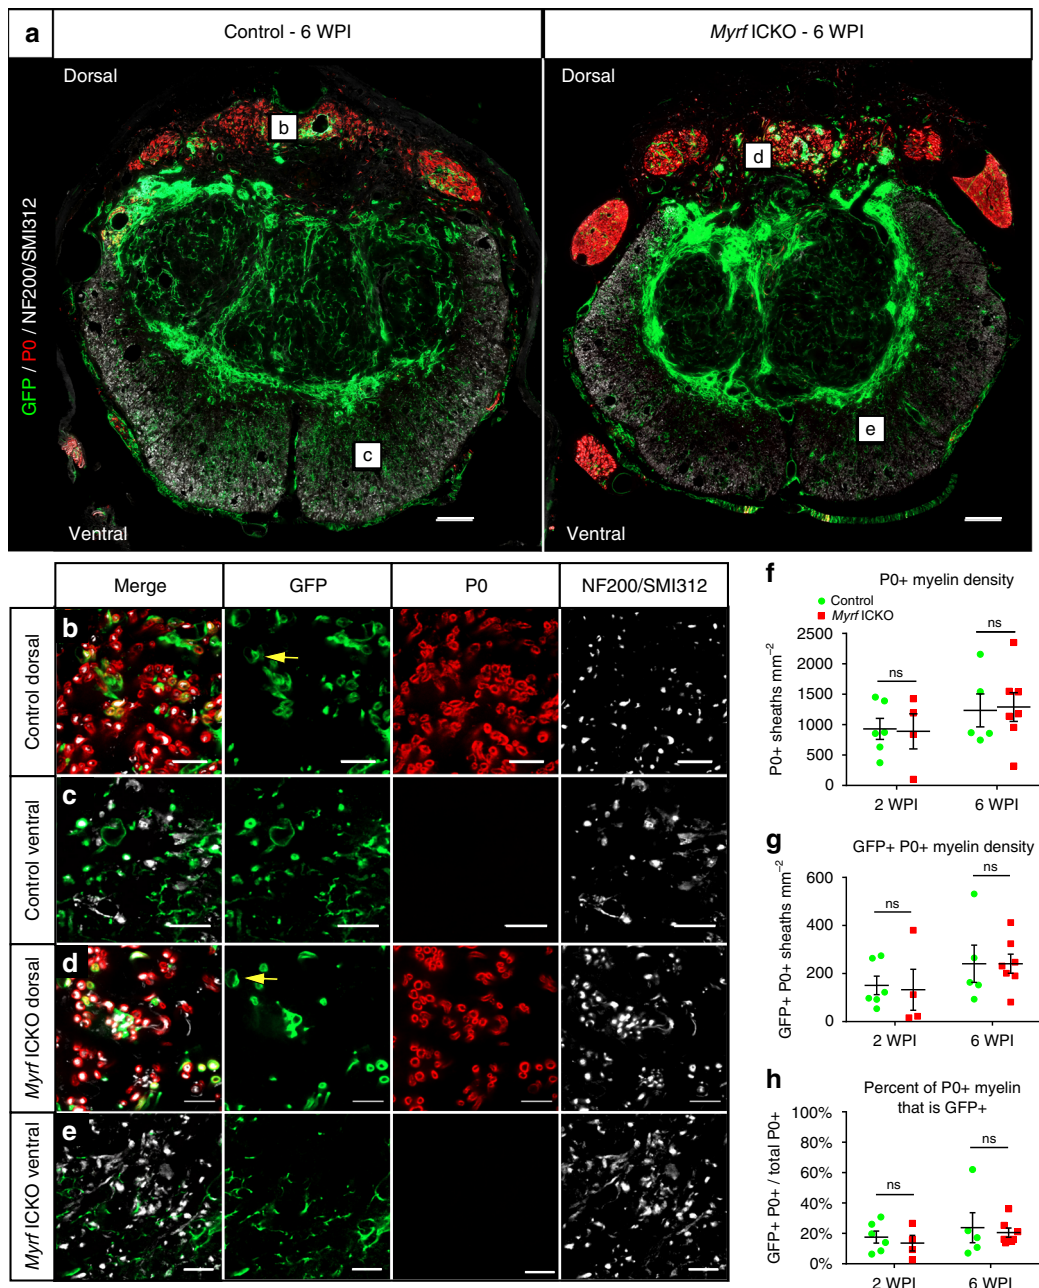 a
Control - 6 WPI
Myrf ICKO - 6 WPI
GFP / P0 / NF200/SMI312
Dorsal
b
c
Ventral
Dorsal
d
e
Ventral
Merge
GFP
P0
NF200/SMI312
Control dorsal
b
Control ventral
c
Myrf ICKO dorsal
d
Myrf ICKO ventral
e
f
P0+ myelin density
Control
Myrf ICKO
P0+ sheaths mm−2
2500
2000
1500
1000
500
0
ns
ns
2 WPI
6 WPI
g
GFP+ P0+ myelin density
GFP+ P0+ sheaths mm−2
600
400
200
0
ns
ns
2 WPI
6 WPI
h
Percent of P0+ myelin
that is GFP+
GFP+ P0+ / total P0+
100%
80%
60%
40%
20%
0%
ns
ns
2 WPI
6 WPI